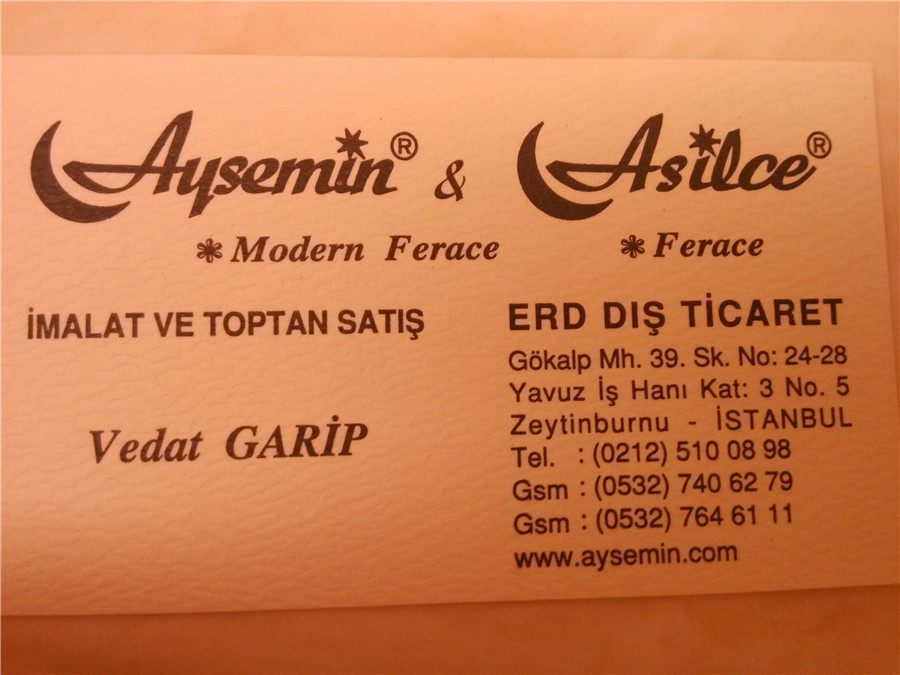 Aysemin® & Asilce®
Modern Ferace
Ferace
İMALAT VE TOPTAN SATIŞ
Vedat GARİP
ERD DIŞ TİCARET
Gökalp Mh. 39. Sk. No: 24-28
Yavuz İş Hanı Kat: 3 No. 5
Zeytinburnu - İSTANBUL
Tel. : (0212) 510 08 98
Gsm : (0532) 740 62 79
Gsm : (0532) 764 61 11
www.aysemin.com